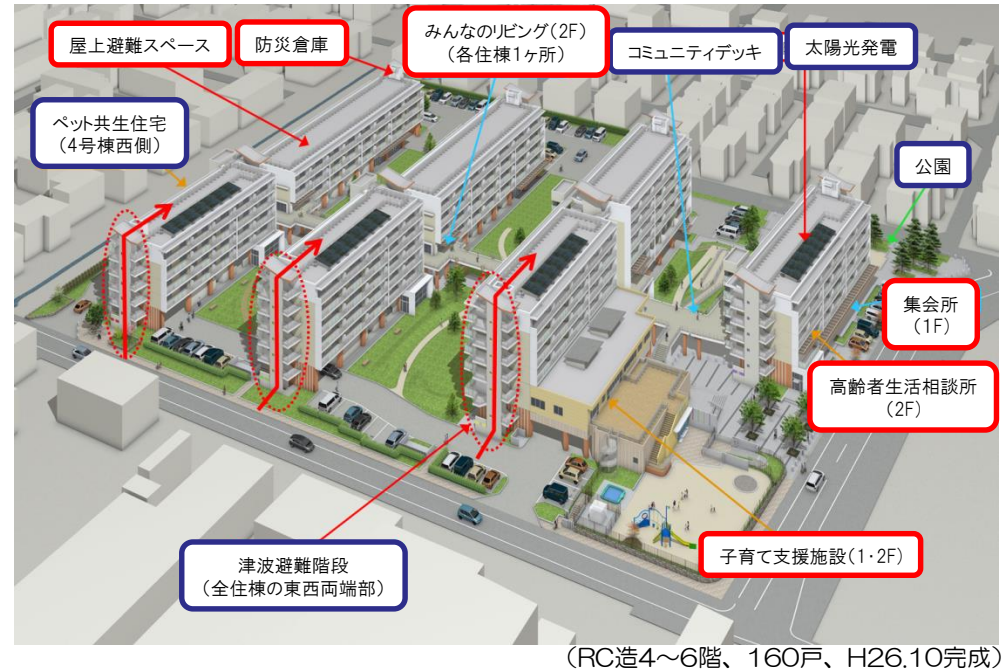 屋上避難スペース
防災倉庫
みんなのリビング(2F)
(各住棟1ヶ所)
コミュニティデッキ
太陽光発電
ペット共生住宅
(4号棟西側)
公園
集会所
(1F)
高齢者生活相談所
(2F)
子育て支援施設(1・2F)
津波避難階段
(全住棟の東西両端部)
(RC造4～6階、160戸、H26.10完成)